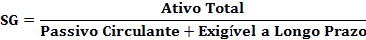 SG = Ativo Total
Passivo Circulante + Exigível a Longo Prazo